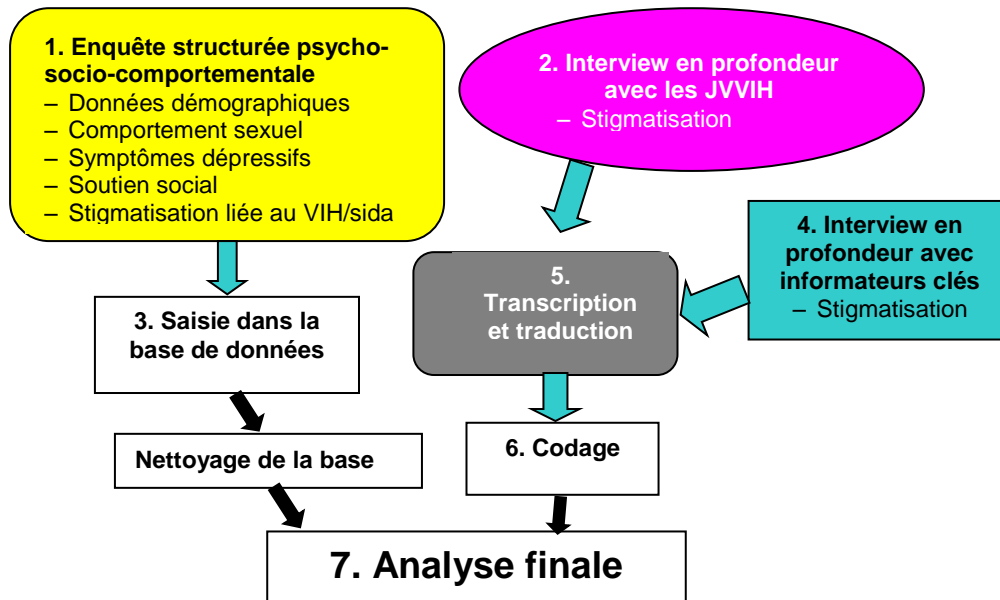 1. Enquête structurée psycho-
socio-comportementale
– Données démographiques
– Comportement sexuel
– Symptômes dépressifs
– Soutien social
– Stigmatisation liée au VIH/sida
2. Interview en profondeur
avec les JVVIH
– Stigmatisation
3. Saisie dans la
base de données
4. Interview en
profondeur avec
informateurs clés
– Stigmatisation
5.
Transcription
et traduction
Nettoyage de la base
6. Codage
7. Analyse finale